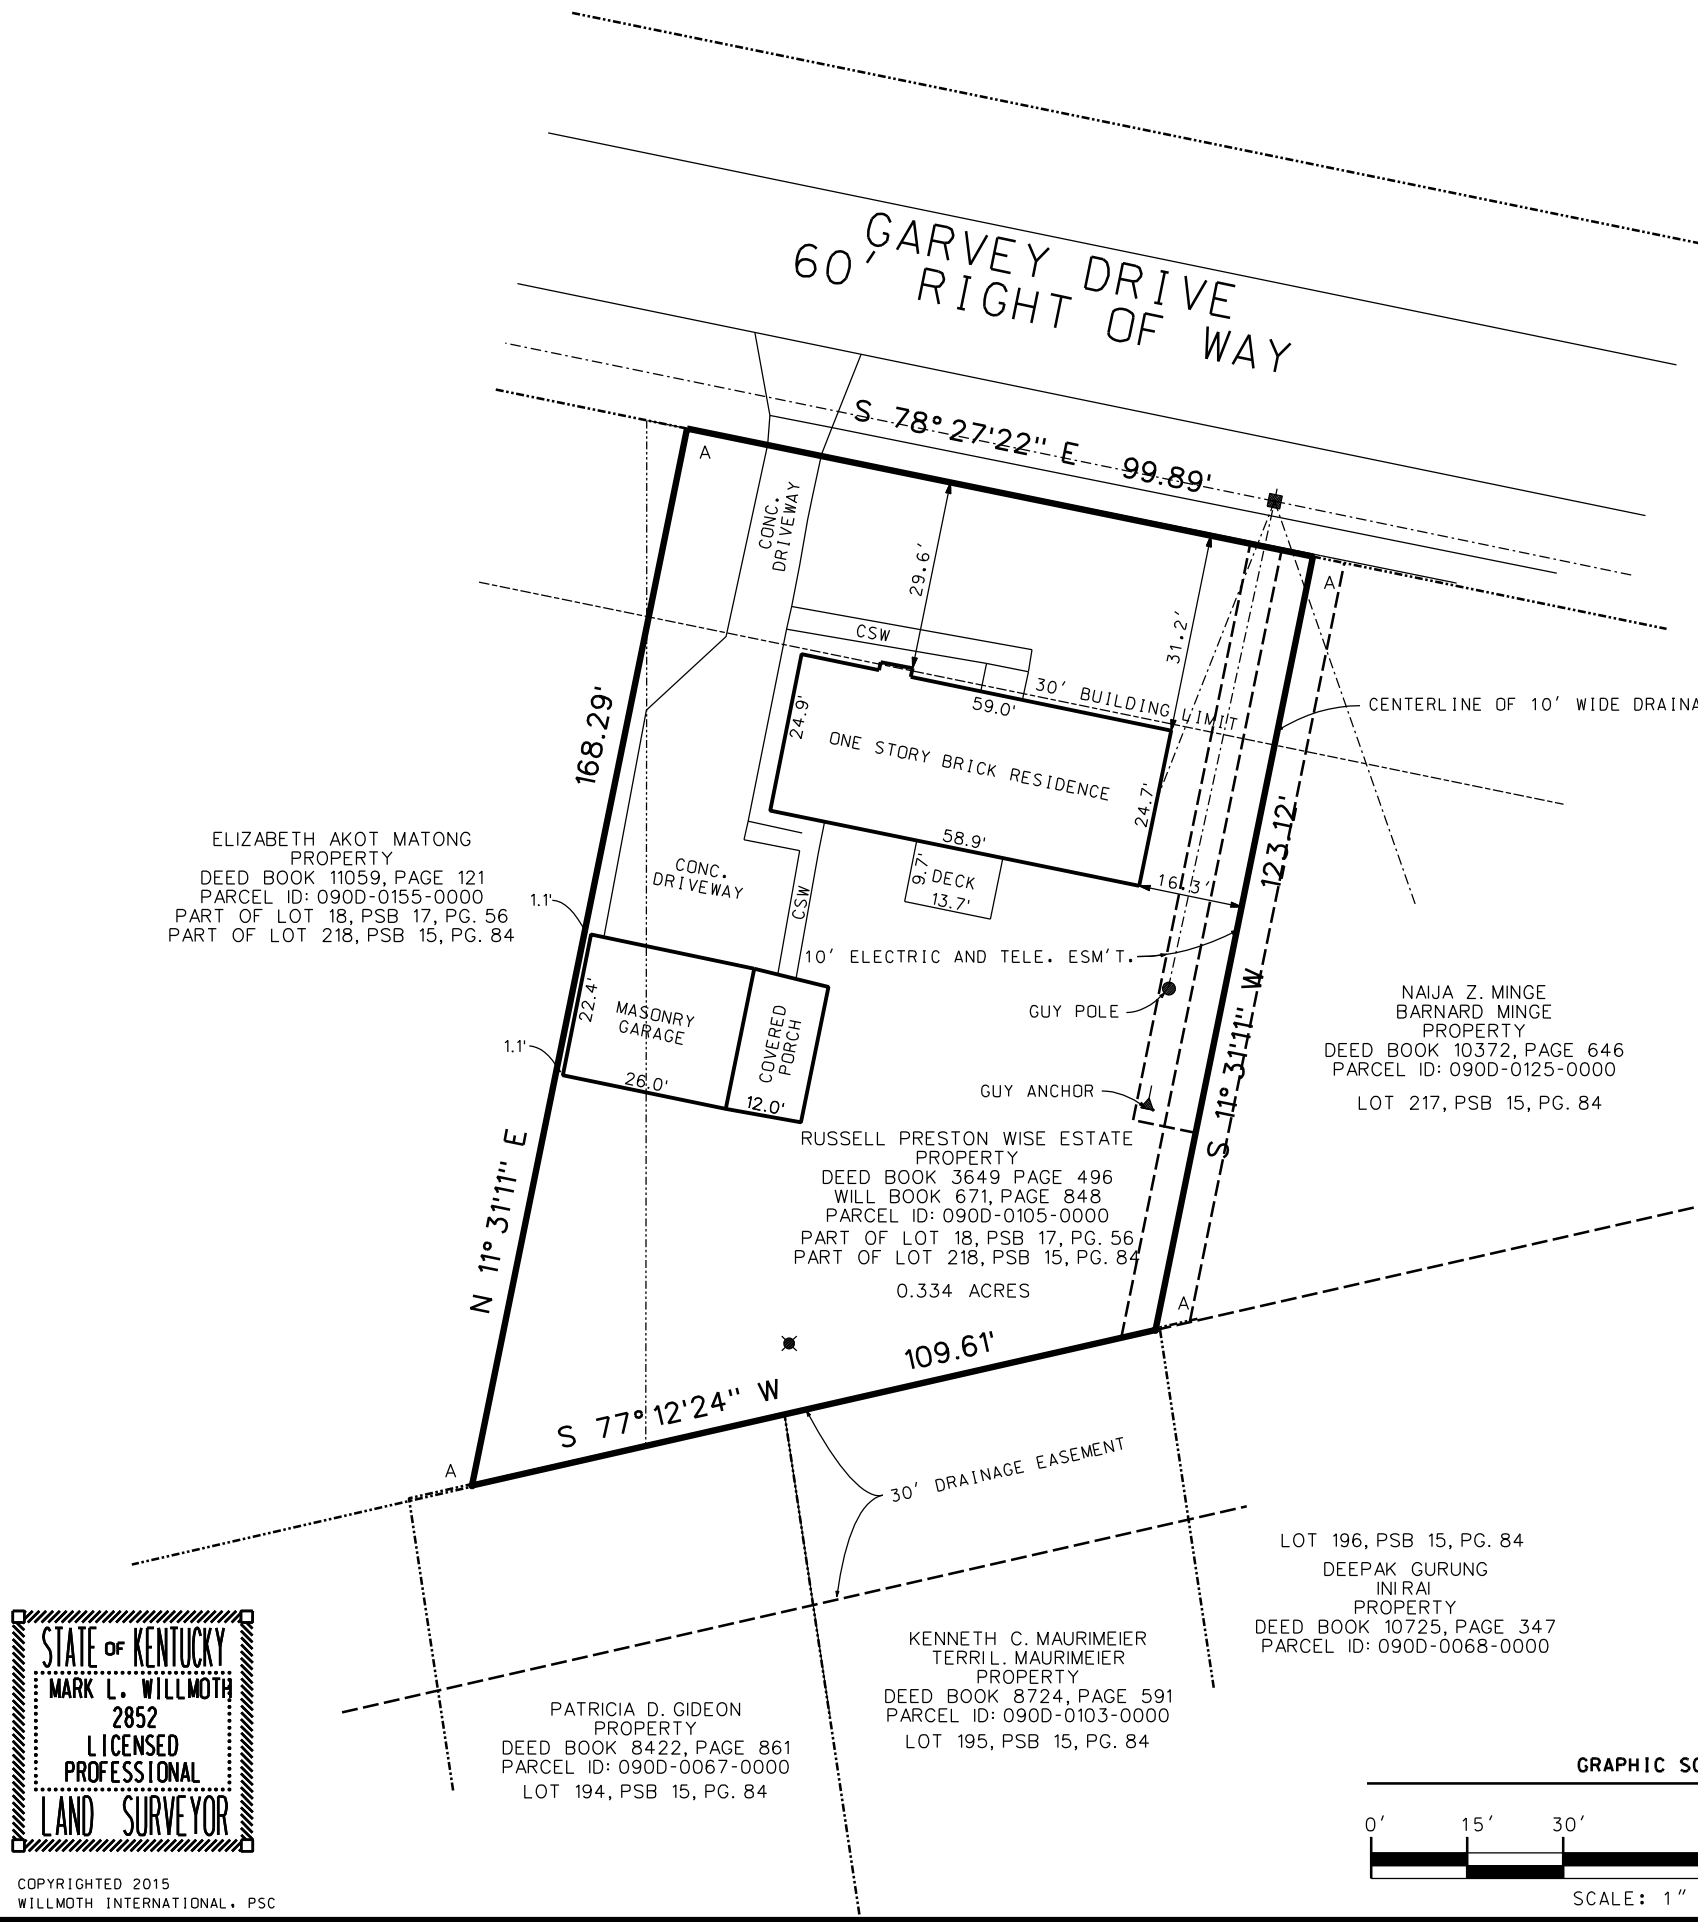 GARVEY DRIVE
60' RIGHT OF WAY
S 78°27'22" E 99.89'
A
A
CONC.
DRIVEWAY
29.6'
31.2'
CSW
30' BUILDING LIMIT
59.0'
24.9'
ONE STORY BRICK RESIDENCE
24.7'
58.9'
CENTERLINE OF 10' WIDE
168.29'
123.12'
ELIZABETH AKOT MATONG
PROPERTY
DEED BOOK 11059, PAGE 121
PARCEL ID: 090D-0155-0000
PART OF LOT 18, PSB 17, PG. 56
PART OF LOT 218, PSB 15, PG. 84
1.1'
CONC.
DRIVEWAY
CSW
9.7'
DECK
13.7'
16.3'
10' ELECTRIC AND TELE. ESM'T.
22.4'
MASONRY
GARAGE
COVERED
PORCH
1.1'
26.0'
12.0'
GUY POLE
GUY ANCHOR
S 11°31'11" W
NAIJA Z. MINGE
BARNARD MINGE
PROPERTY
DEED BOOK 10372, PAGE 646
PARCEL ID: 090D-0125-0000
LOT 217, PSB 15, PG. 84
N 11°31'11" E
RUSSELL PRESTON WISE ESTATE
PROPERTY
DEED BOOK 3649 PAGE 496
WILL BOOK 671, PAGE 848
PARCEL ID: 090D-0105-0000
PART OF LOT 18, PSB 17, PG. 56
PART OF LOT 218, PSB 15, PG. 84
0.334 ACRES
A
S 77°12'24" W 109.61'
A
30' DRAINAGE EASEMENT
LOT 196, PSB 15, PG. 84
DEEPAK GURUNG
INI RAI
PROPERTY
DEED BOOK 10725, PAGE 347
PARCEL ID: 090D-0068-0000
KENNETH C. MAURIMEIER
TERRI L. MAURIMEIER
PROPERTY
DEED BOOK 8724, PAGE 591
PARCEL ID: 090D-0103-0000
LOT 195, PSB 15, PG. 84
PATRICIA D. GIDEON
PROPERTY
DEED BOOK 8422, PAGE 861
PARCEL ID: 090D-0067-0000
LOT 194, PSB 15, PG. 84
STATE OF KENTUCKY
MARK L. WILLMOTH
2852
LICENSED
PROFESSIONAL
LAND SURVEYOR
COPYRIGHTED 2015
WILLMOTH INTERNATIONAL, PSC
GRAPHIC
0' 15' 30'
SCALE: 1"